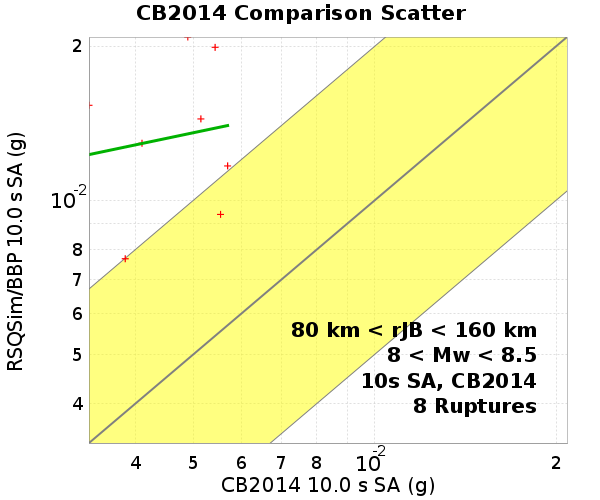 CB2014 Comparison Scatter
RSQSim/BBP 10.0 s SA (g)
2
10-2
8
7
6
5
4
80 km < rJB < 160 km
8 < Mw < 8.5
10s SA, CB2014
8 Ruptures
4 5 6 7 8 10-2 2
CB2014 10.0 s SA (g)